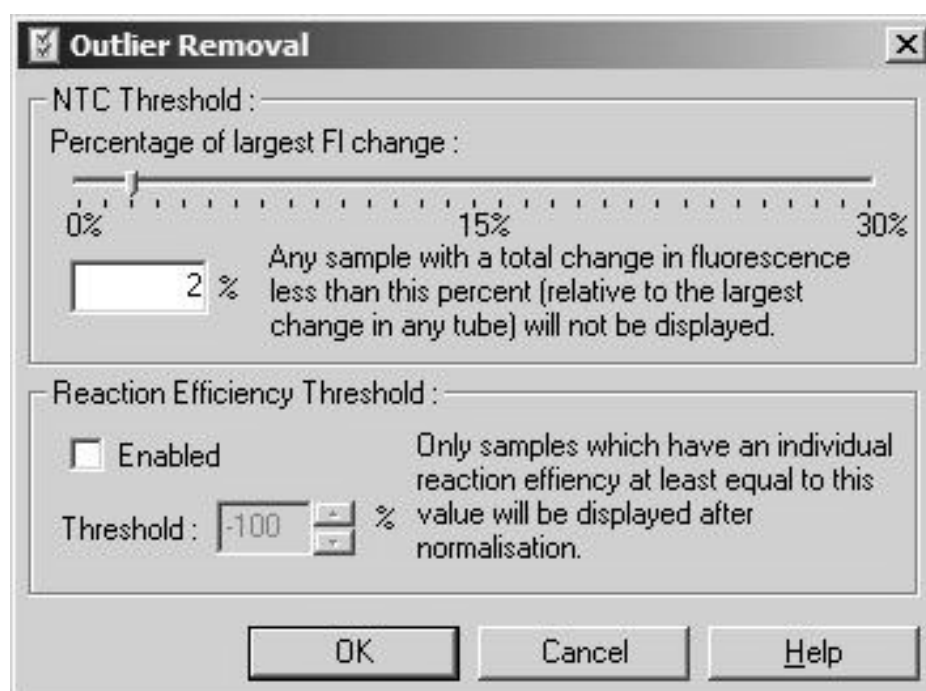 Outlier Removal
NTC Threshold :
Percentage of largest Fl change :
0% 15% 30%
2 %
Any sample with a total change in fluorescence
less than this percent (relative to the largest
change in any tube) will not be displayed.
Reaction Efficiency Threshold :
Enabled
Threshold : -100 %
Only samples which have an individual
reaction effiency at least equal to this
value will be displayed after
normalisation.
OK Cancel Help